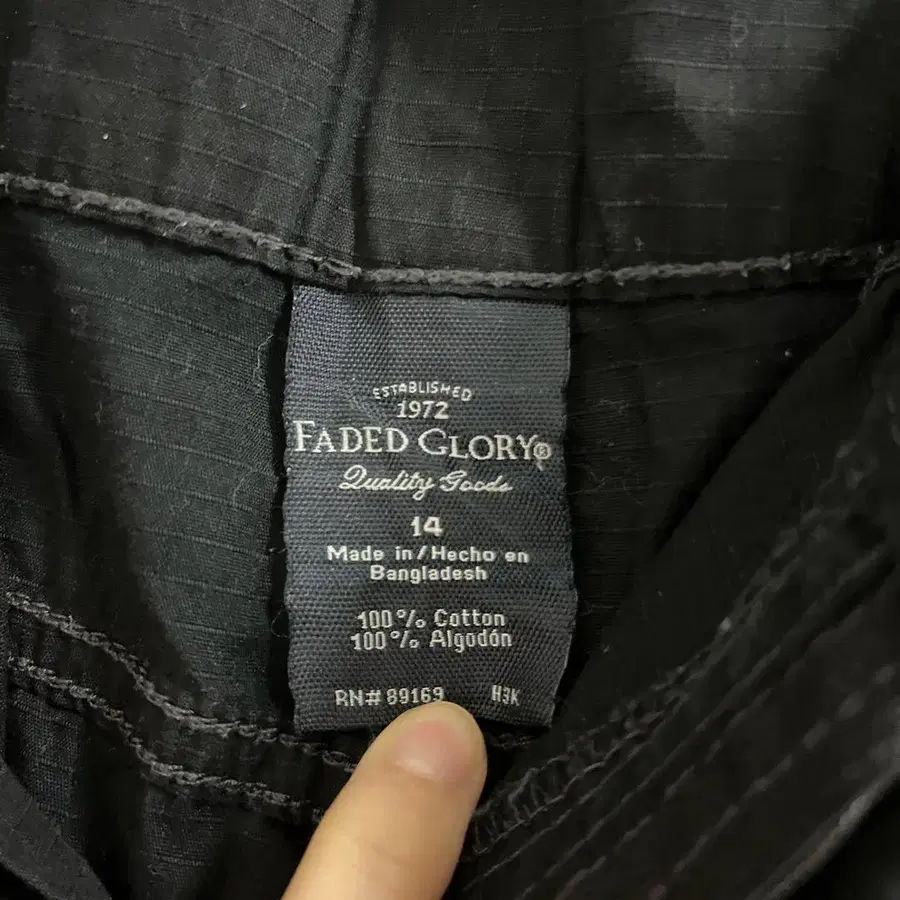 ESTABLISHED
1972
FADED GLORY®
Quality Goods
14
Made in/Hecho en
Bangladesh
100% Cotton
100% Algodón
RN# 89169 H3K